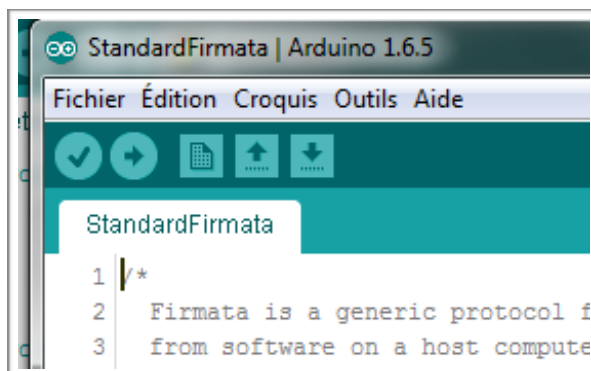 StandardFirmata | Arduino 1.6.5
Fichier Édition Croquis Outils Aide
StandardFirmata
1 /*
2 Firmata is a generic protocol f
3 from software on a host compute